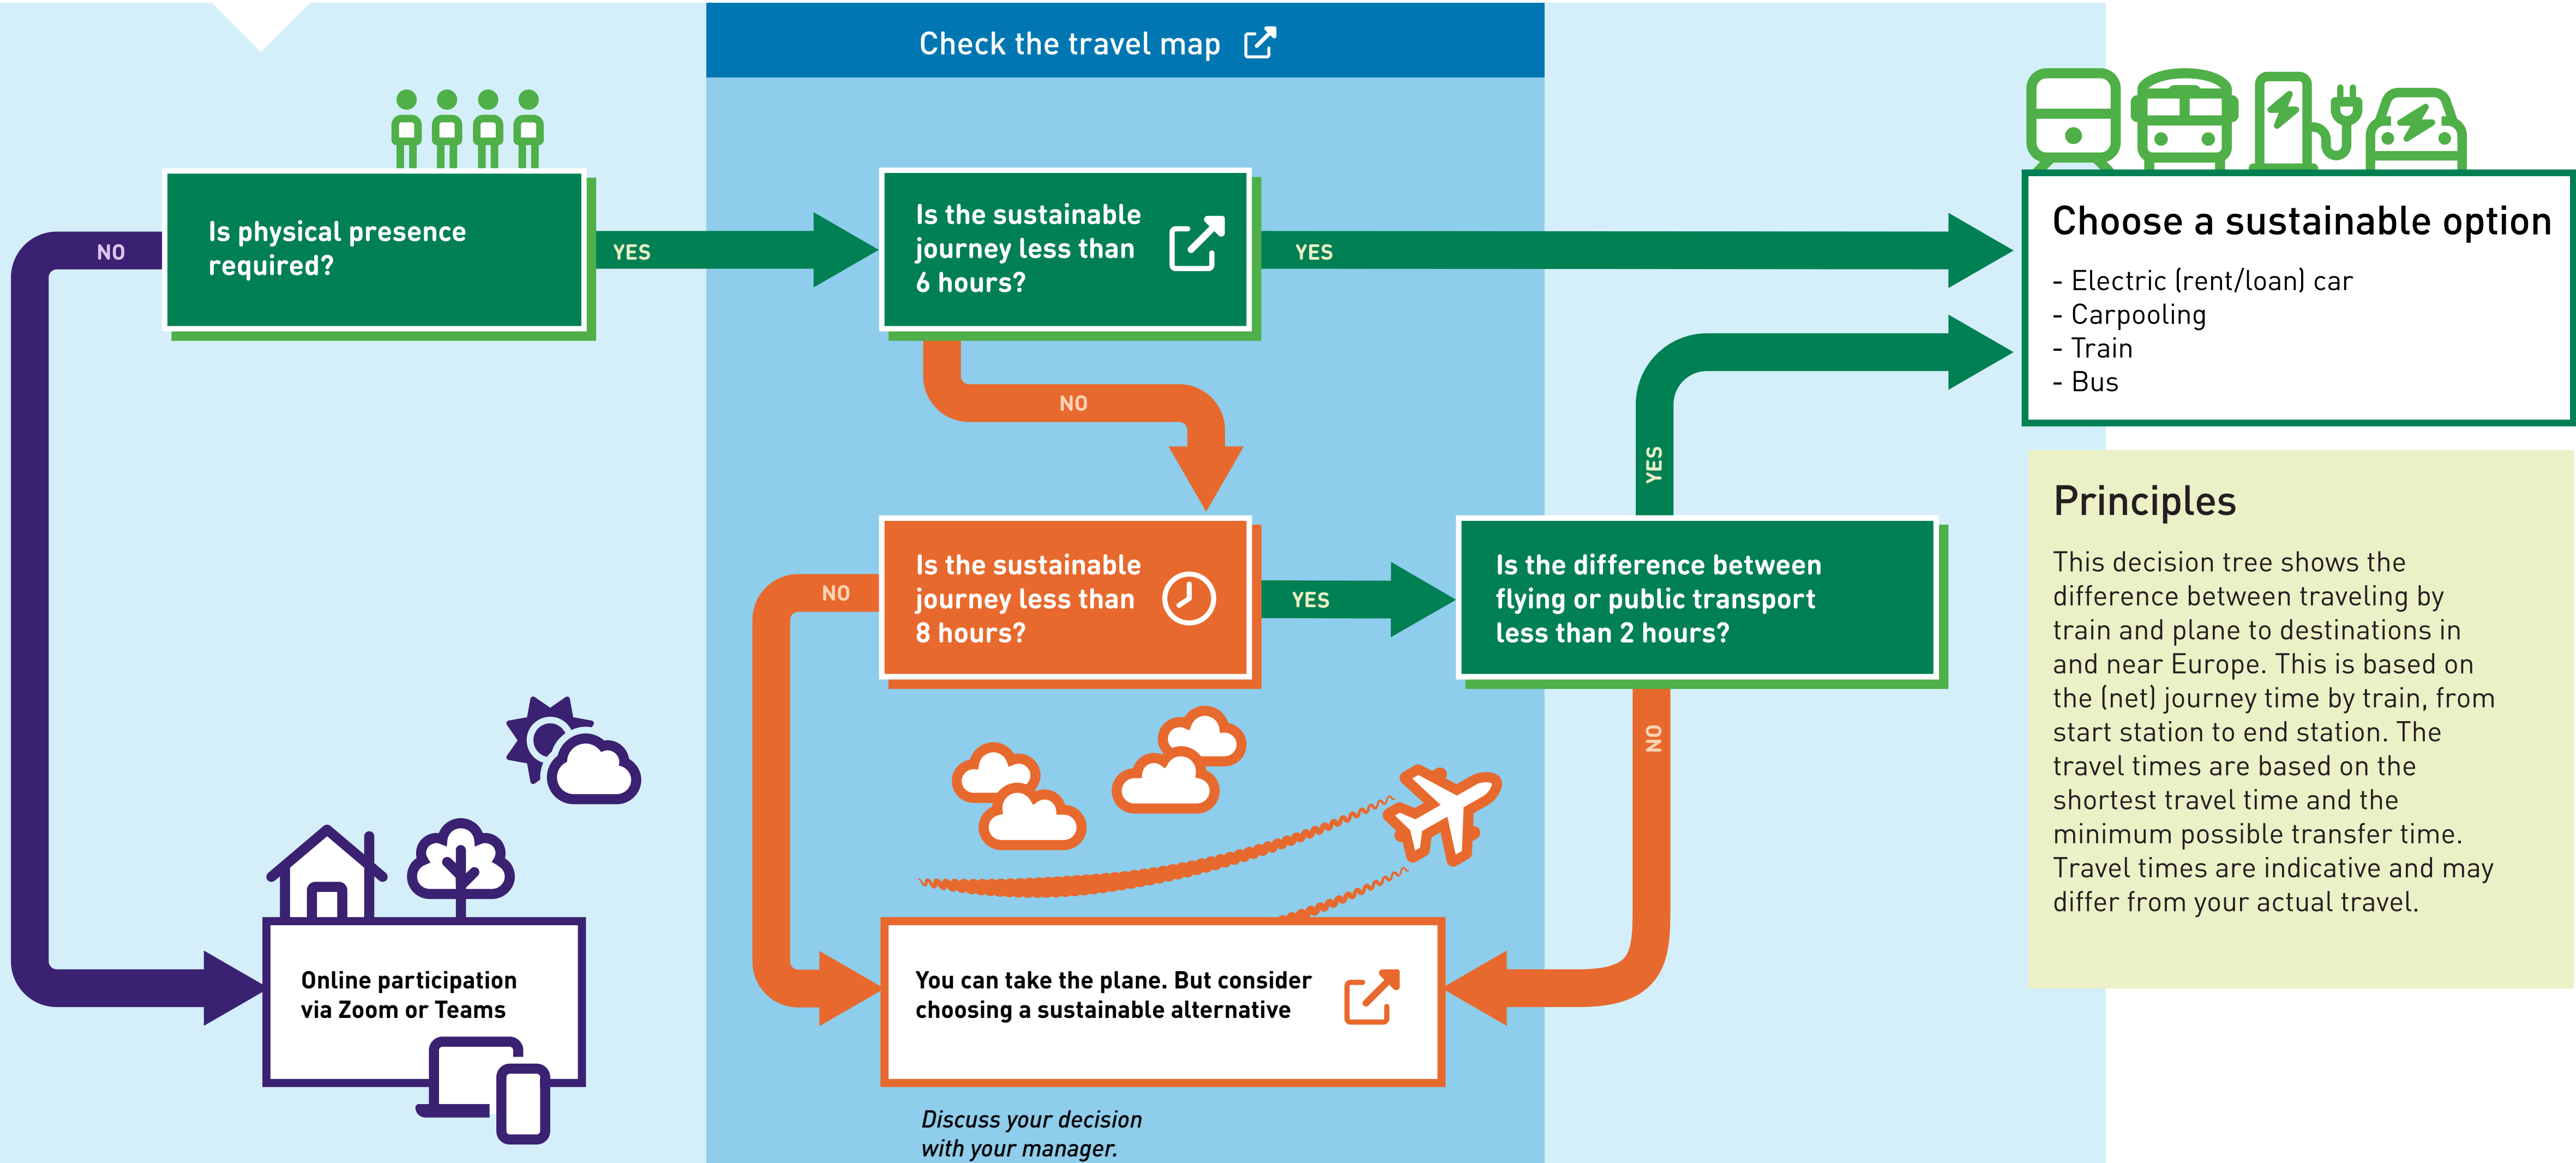 Check the travel map
Is physical presence
required?
NO
YES
Is the sustainable
journey less than
6 hours?
YES
NO
Choose a sustainable option
- Electric (rent/loan) car
- Carpooling
- Train
- Bus
Is the sustainable
journey less than
8 hours?
NO
YES
Is the difference between
flying or public transport
less than 2 hours?
YES
NO
Online participation
via Zoom or Teams
You can take the plane. But consider
choosing a sustainable alternative
Discuss your decision
with your manager.
Principles
This decision tree shows the
difference between traveling by
train and plane to destinations in
and near Europe. This is based on
the (net) journey time by train, from
start station to end station. The
travel times are based on the
shortest travel time and the
minimum possible transfer time.
Travel times are indicative and may
differ from your actual travel.